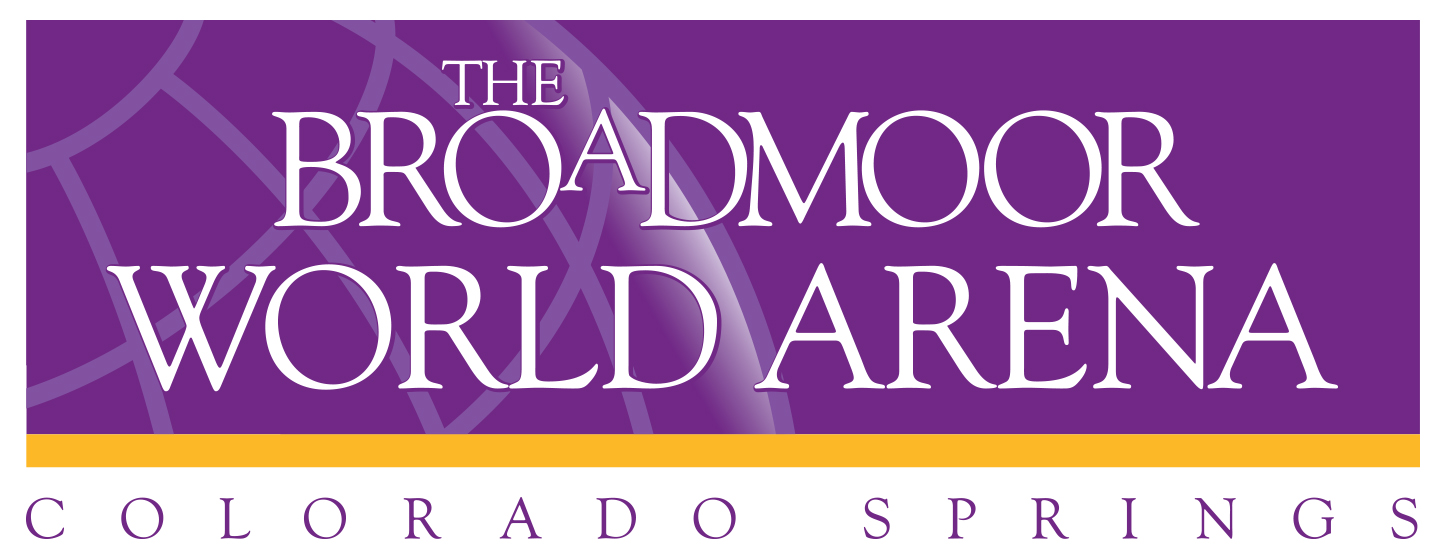 THE
BROADMOOR
WORLD ARENA
COLORADO SPRINGS